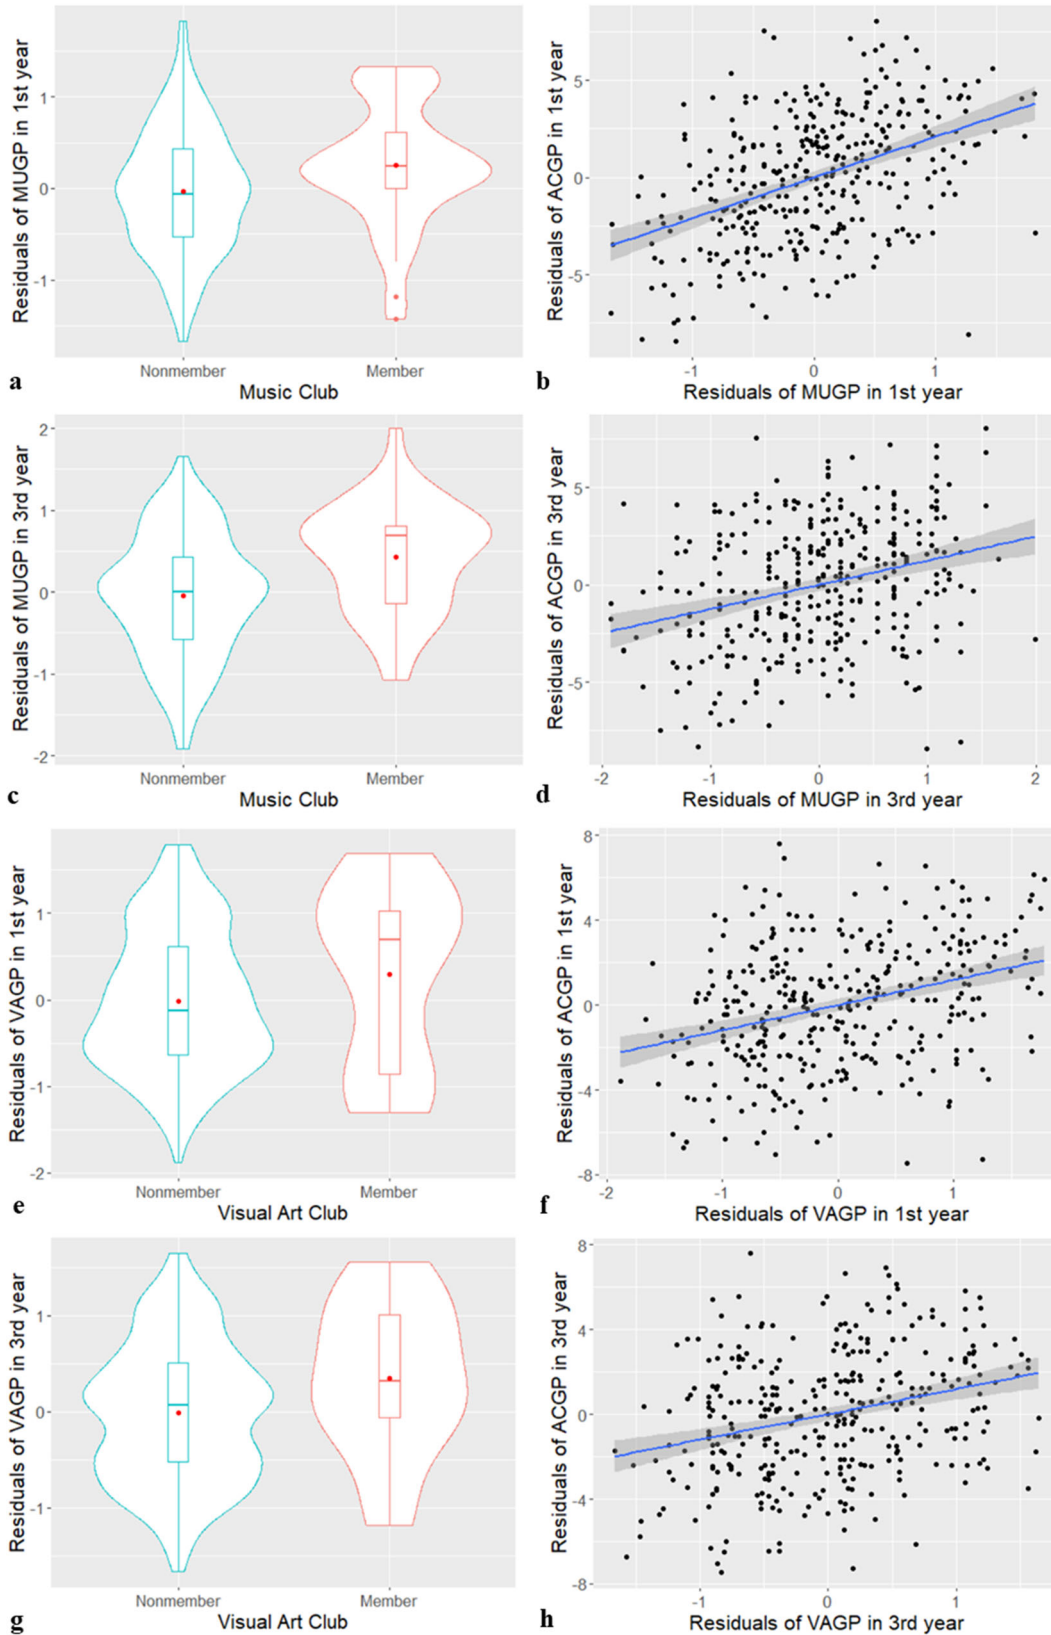 Residuals of MUGP in 1st year
1
0
-1
Nonmember Member
Music Club
a
Residuals of ACGP in 1st year
5
0
-5
-1 0 1
Residuals of MUGP in 1st year
b
Residuals of MUGP in 3rd year
2
1
0
-1
-2
Nonmember Member
Music Club
c
Residuals of ACGP in 3rd year
5
0
-5
-2 -1 0 1 2
Residuals of MUGP in 3rd year
d
Residuals of VAGP in 1st year
1
0
-1
-2
Nonmember Member
Visual Art Club
e
Residuals of ACGP in 1st year
8
4
0
-4
-8
-2 -1 0 1
Residuals of VAGP in 1st year
f
Residuals of VAGP in 3rd year
1
0
-1
Nonmember Member
Visual Art Club
g
Residuals of ACGP in 3rd year
8
4
0
-4
-8
-1 0 1
Residuals of VAGP in 3rd year
h